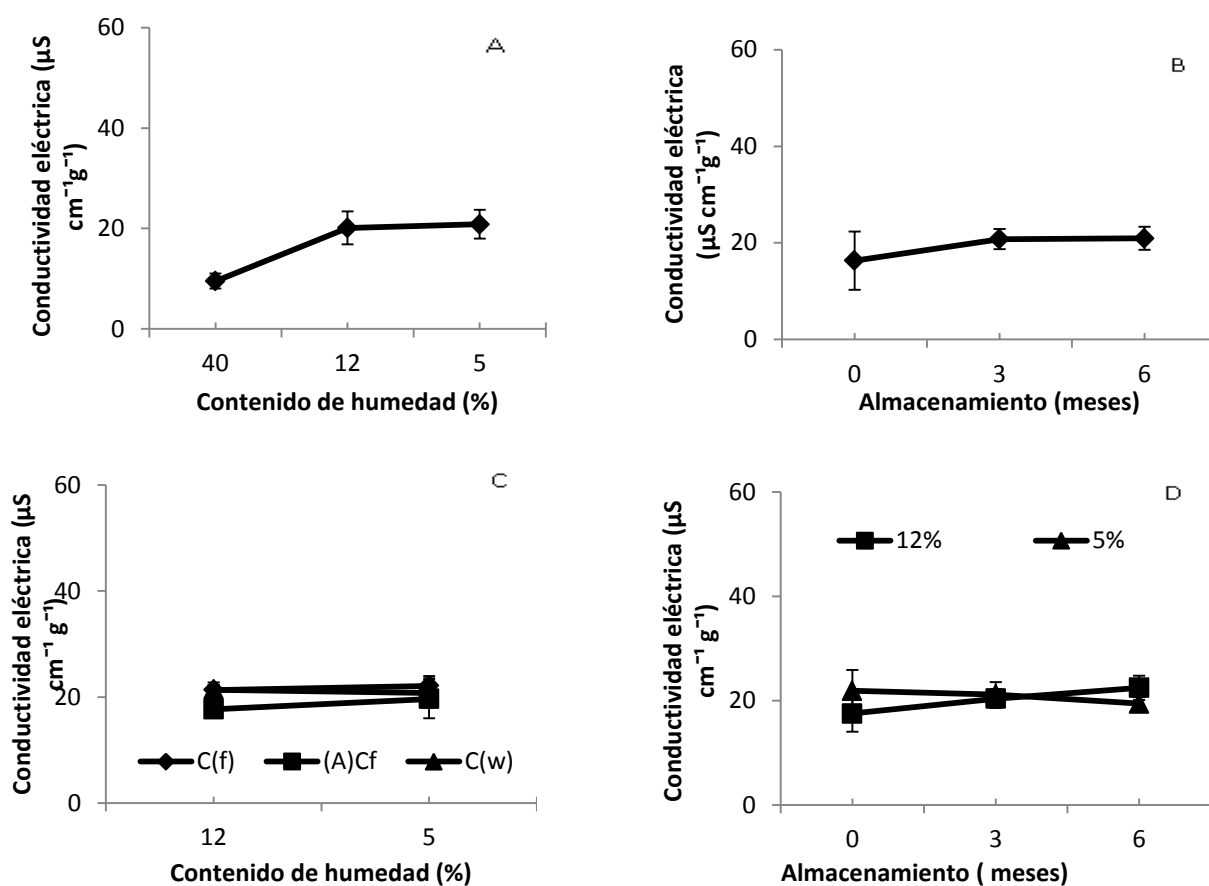 A
Conductividad eléctrica (µS
cm⁻¹g⁻¹)
60
40
20
0
40 12 5
Contenido de humedad (%)
B
Conductividad eléctrica
(µS cm⁻¹g⁻¹)
60
40
20
0
0 3 6
Almacenamiento (meses)
C
Conductividad eléctrica (µS
cm⁻¹ g⁻¹)
60
40
20
0
C(f) (A)Cf C(w)
12 5
Contenido de humedad (%)
D
Conductividad eléctrica (µS
cm⁻¹ g⁻¹)
60
40
20
0
12% 5%
0 3 6
Almacenamiento ( meses)